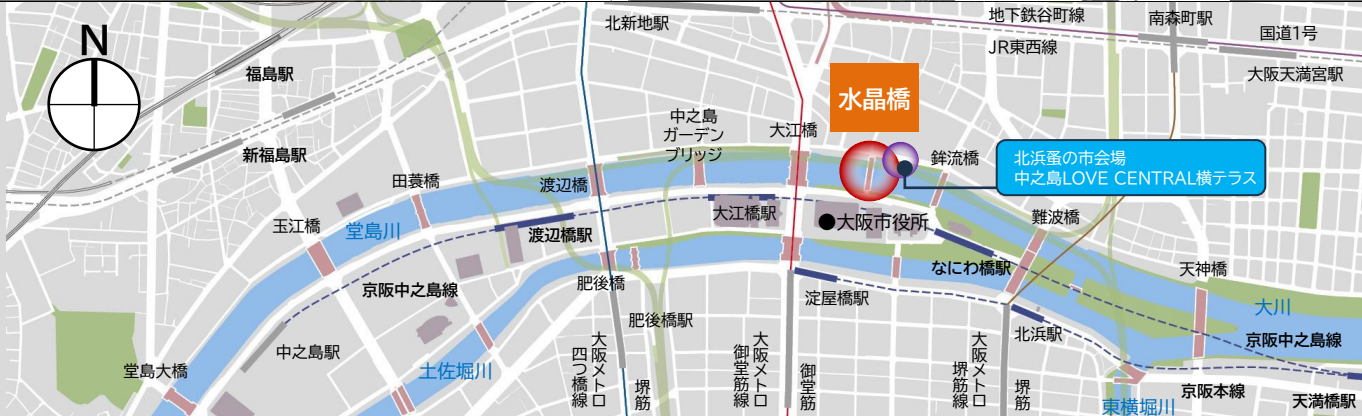 N
北新地駅
地下鉄谷町線
南森町駅
国道1号
JR東西線
大阪天満宮駅
福島駅
水晶橋
中之島
ガーデン
ブリッジ
大江橋
新福島駅
鉾流橋
北浜蚤の市会場
中之島LOVE CENTRAL横テラス
田蓑橋
渡辺橋
玉江橋
堂島川
渡辺橋駅
大江橋駅
●大阪市役所
難波橋
なにわ橋駅
天神橋
京阪中之島線
肥後橋
淀屋橋駅
大川
肥後橋駅
北浜駅
京阪中之島線
中之島駅
堂島大橋
土佐堀川
大阪メトロ
四つ橋線
堺筋
大阪メトロ
御堂筋線
御堂筋
大阪メトロ
堺筋線
堺筋
京阪本線
東横堀川
天満橋駅